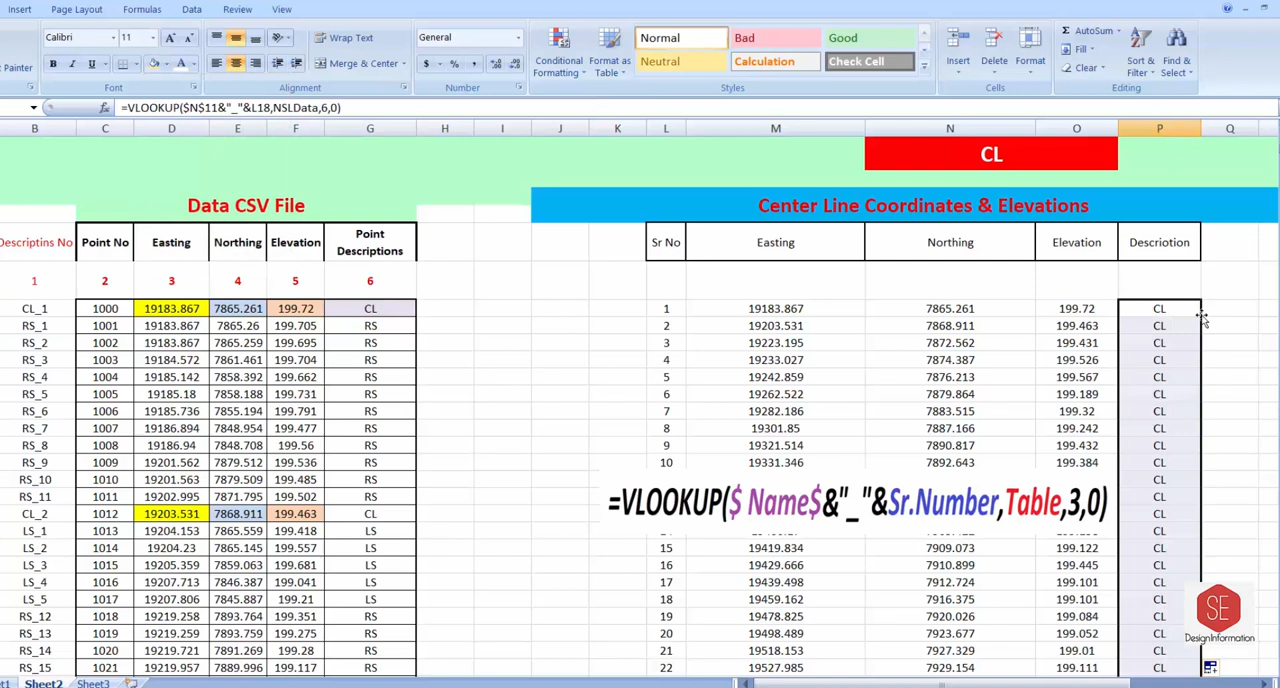 Insert Page Layout Formulas Data Review View
Calibri 11 Wrap Text General Normal Bad Good
Painter B I U Merge & Center $ % , Conditional Formatting Format as Table Neutral Calculation Check Cell Insert Delete Format AutoSum Fill Clear Sort & Filter Find & Select
Font Alignment Number Styles Cells Editing
fx =VLOOKUP($N$11&"_"&L18,NSLData,6,0)
B C D E F G H I J K L M N O P Q
CL
Data CSV File Center Line Coordinates & Elevations
Descriptins No Point No Easting Northing Elevation Point Descriptions Sr No Easting Northing Elevation Descriotion
1 2 3 4 5 6
CL_1 1000 19183.867 7865.261 199.72 CL 1 19183.867 7865.261 199.72 CL
RS_1 1001 19183.867 7865.26 199.705 RS 2 19203.531 7868.911 199.463 CL
RS_2 1002 19183.867 7865.259 199.695 RS 3 19223.195 7872.562 199.431 CL
RS_3 1003 19184.572 7861.461 199.704 RS 4 19233.027 7874.387 199.526 CL
RS_4 1004 19185.142 7858.392 199.662 RS 5 19242.859 7876.213 199.567 CL
RS_5 1005 19185.18 7858.188 199.731 RS 6 19262.522 7879.864 199.189 CL
RS_6 1006 19185.736 7855.194 199.791 RS 7 19282.186 7883.515 199.32 CL
RS_7 1007 19186.894 7848.954 199.477 RS 8 19301.85 7887.166 199.242 CL
RS_8 1008 19186.94 7848.708 199.56 RS 9 19321.514 7890.817 199.432 CL
RS_9 1009 19201.562 7879.512 199.536 RS 10 19331.346 7892.643 199.384 CL
RS_10 1010 19201.563 7879.509 199.485 RS CL
RS_11 1011 19202.995 7871.795 199.502 RS =VLOOKUP($ Name$&"_"&Sr.Number,Table,3,0) CL
CL_2 1012 19203.531 7868.911 199.463 CL CL
LS_1 1013 19204.153 7865.559 199.418 LS CL
LS_2 1014 19204.23 7865.145 199.557 LS 15 19419.834 7909.073 199.122 CL
LS_3 1015 19205.359 7859.063 199.681 LS 16 19429.666 7910.899 199.445 CL
LS_4 1016 19207.713 7846.387 199.041 LS 17 19439.498 7912.724 199.101 CL
LS_5 1017 19207.806 7845.887 199.21 LS 18 19459.162 7916.375 199.101 CL
RS_12 1018 19219.258 7893.764 199.351 RS 19 19478.825 7920.026 199.084 CL
RS_13 1019 19219.259 7893.759 199.275 RS 20 19498.489 7923.677 199.052 CL
RS_14 1020 19219.721 7891.269 199.28 RS 21 19518.153 7927.329 199.01 CL
RS_15 1021 19219.957 7889.996 199.117 RS 22 19527.985 7929.154 199.111 CL
SE
DesignInformation
Sheet2 Sheet3